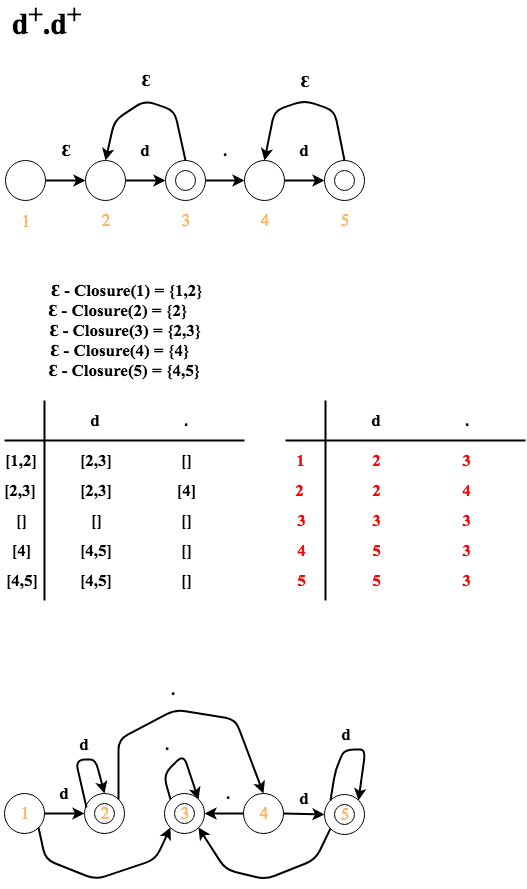 d⁺.d⁺
Ɛ Ɛ
Ɛ d . d
1 2 3 4 5
Ɛ - Closure(1) = {1,2}
Ɛ - Closure(2) = {2}
Ɛ - Closure(3) = {2,3}
Ɛ - Closure(4) = {4}
Ɛ - Closure(5) = {4,5}
d . d .
[1,2] [2,3] [] 1 2 3
[2,3] [2,3] [4] 2 2 4
[] [] [] 3 3 3
[4] [4,5] [] 4 5 3
[4,5] [4,5] [] 5 5 3
.
d . d
d . d
1 2 3 4 5